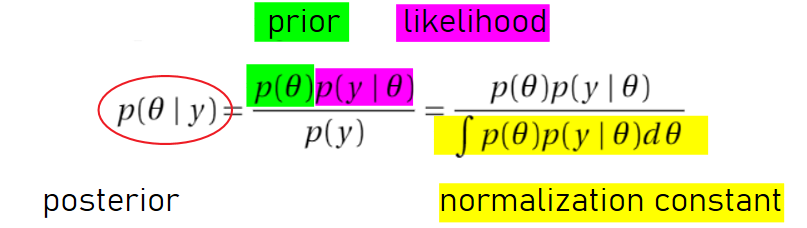 prior likelihood
p(θ | y) = p(θ)p(y | θ) / p(y) = p(θ)p(y | θ) / ∫ p(θ)p(y | θ)dθ
posterior normalization constant